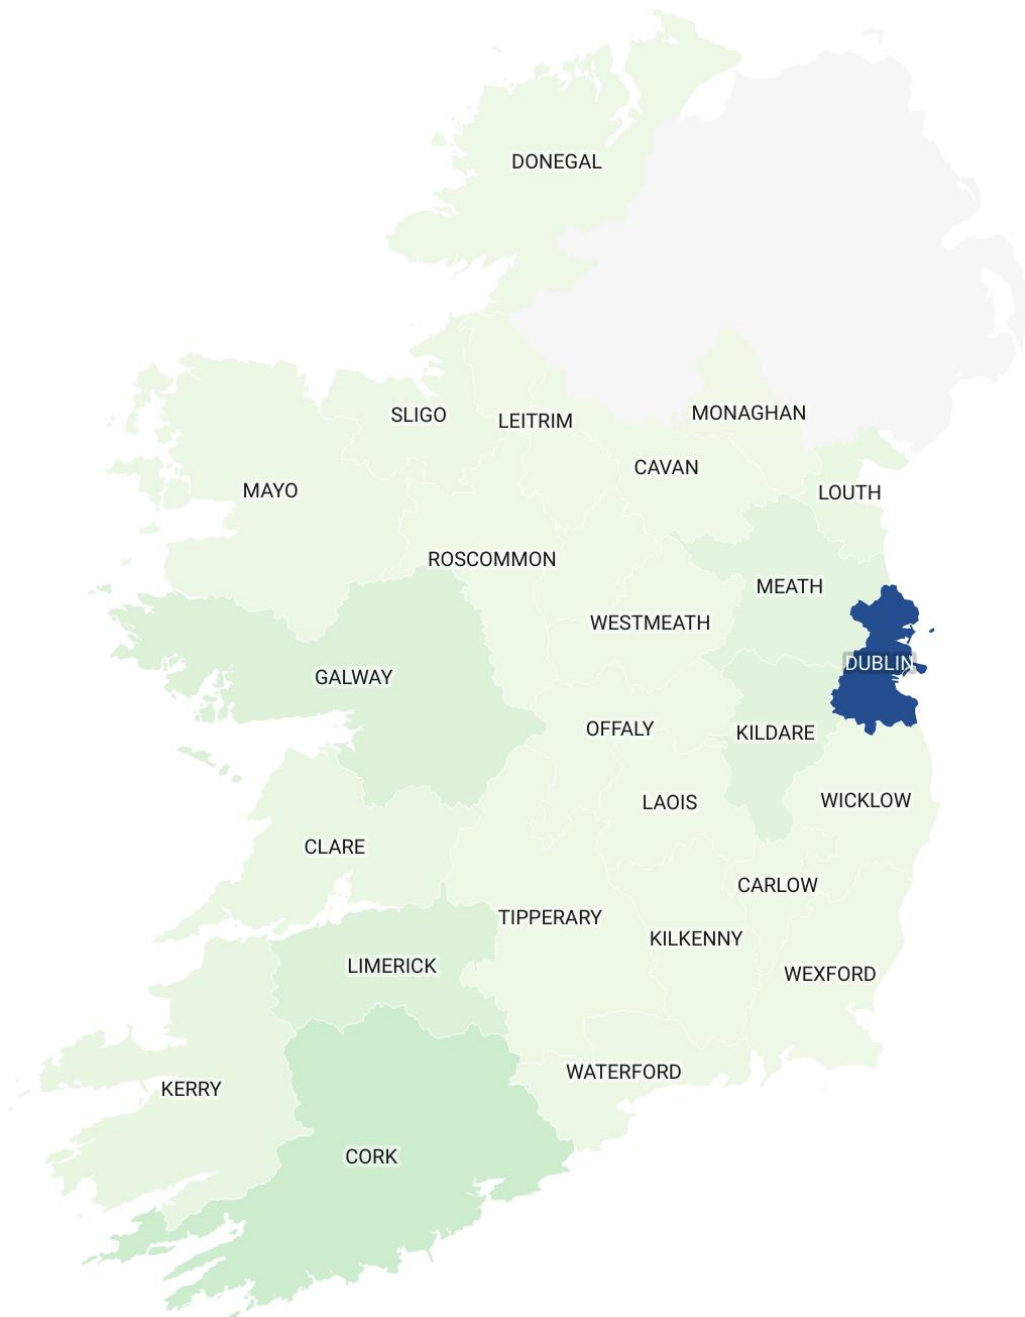 DONEGAL
MONAGHAN
SLIGO
LEITRIM
CAVAN
MAYO
LOUTH
ROSCOMMON
MEATH
WESTMEATH
DUBLIN
GALWAY
OFFALY
KILDARE
LAOIS
WICKLOW
CLARE
CARLOW
TIPPERARY
KILKENNY
LIMERICK
WEXFORD
WATERFORD
KERRY
CORK